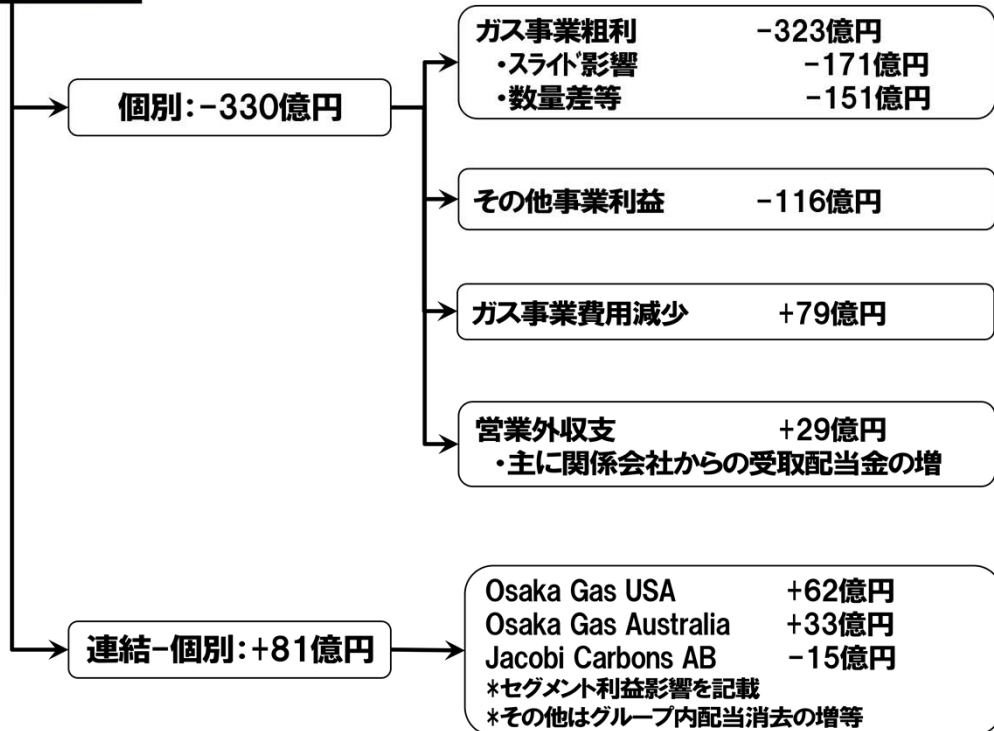 個別：-330億円
ガス事業粗利 -323億円
・スライド影響 -171億円
・数量差等 -151億円
その他事業利益 -116億円
ガス事業費用減少 +79億円
営業外収支 +29億円
・主に関係会社からの受取配当金の増
連結-個別：+81億円
Osaka Gas USA +62億円
Osaka Gas Australia +33億円
Jacobi Carbons AB -15億円
*セグメント利益影響を記載
*その他はグループ内配当消去の増等